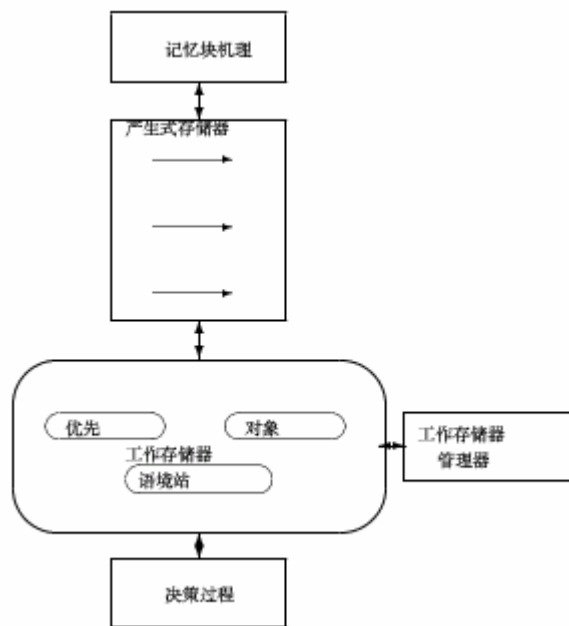 记忆块机理
产生式存储器
优先
对象
工作存储器
语境站
工作存储器
管理器
决策过程